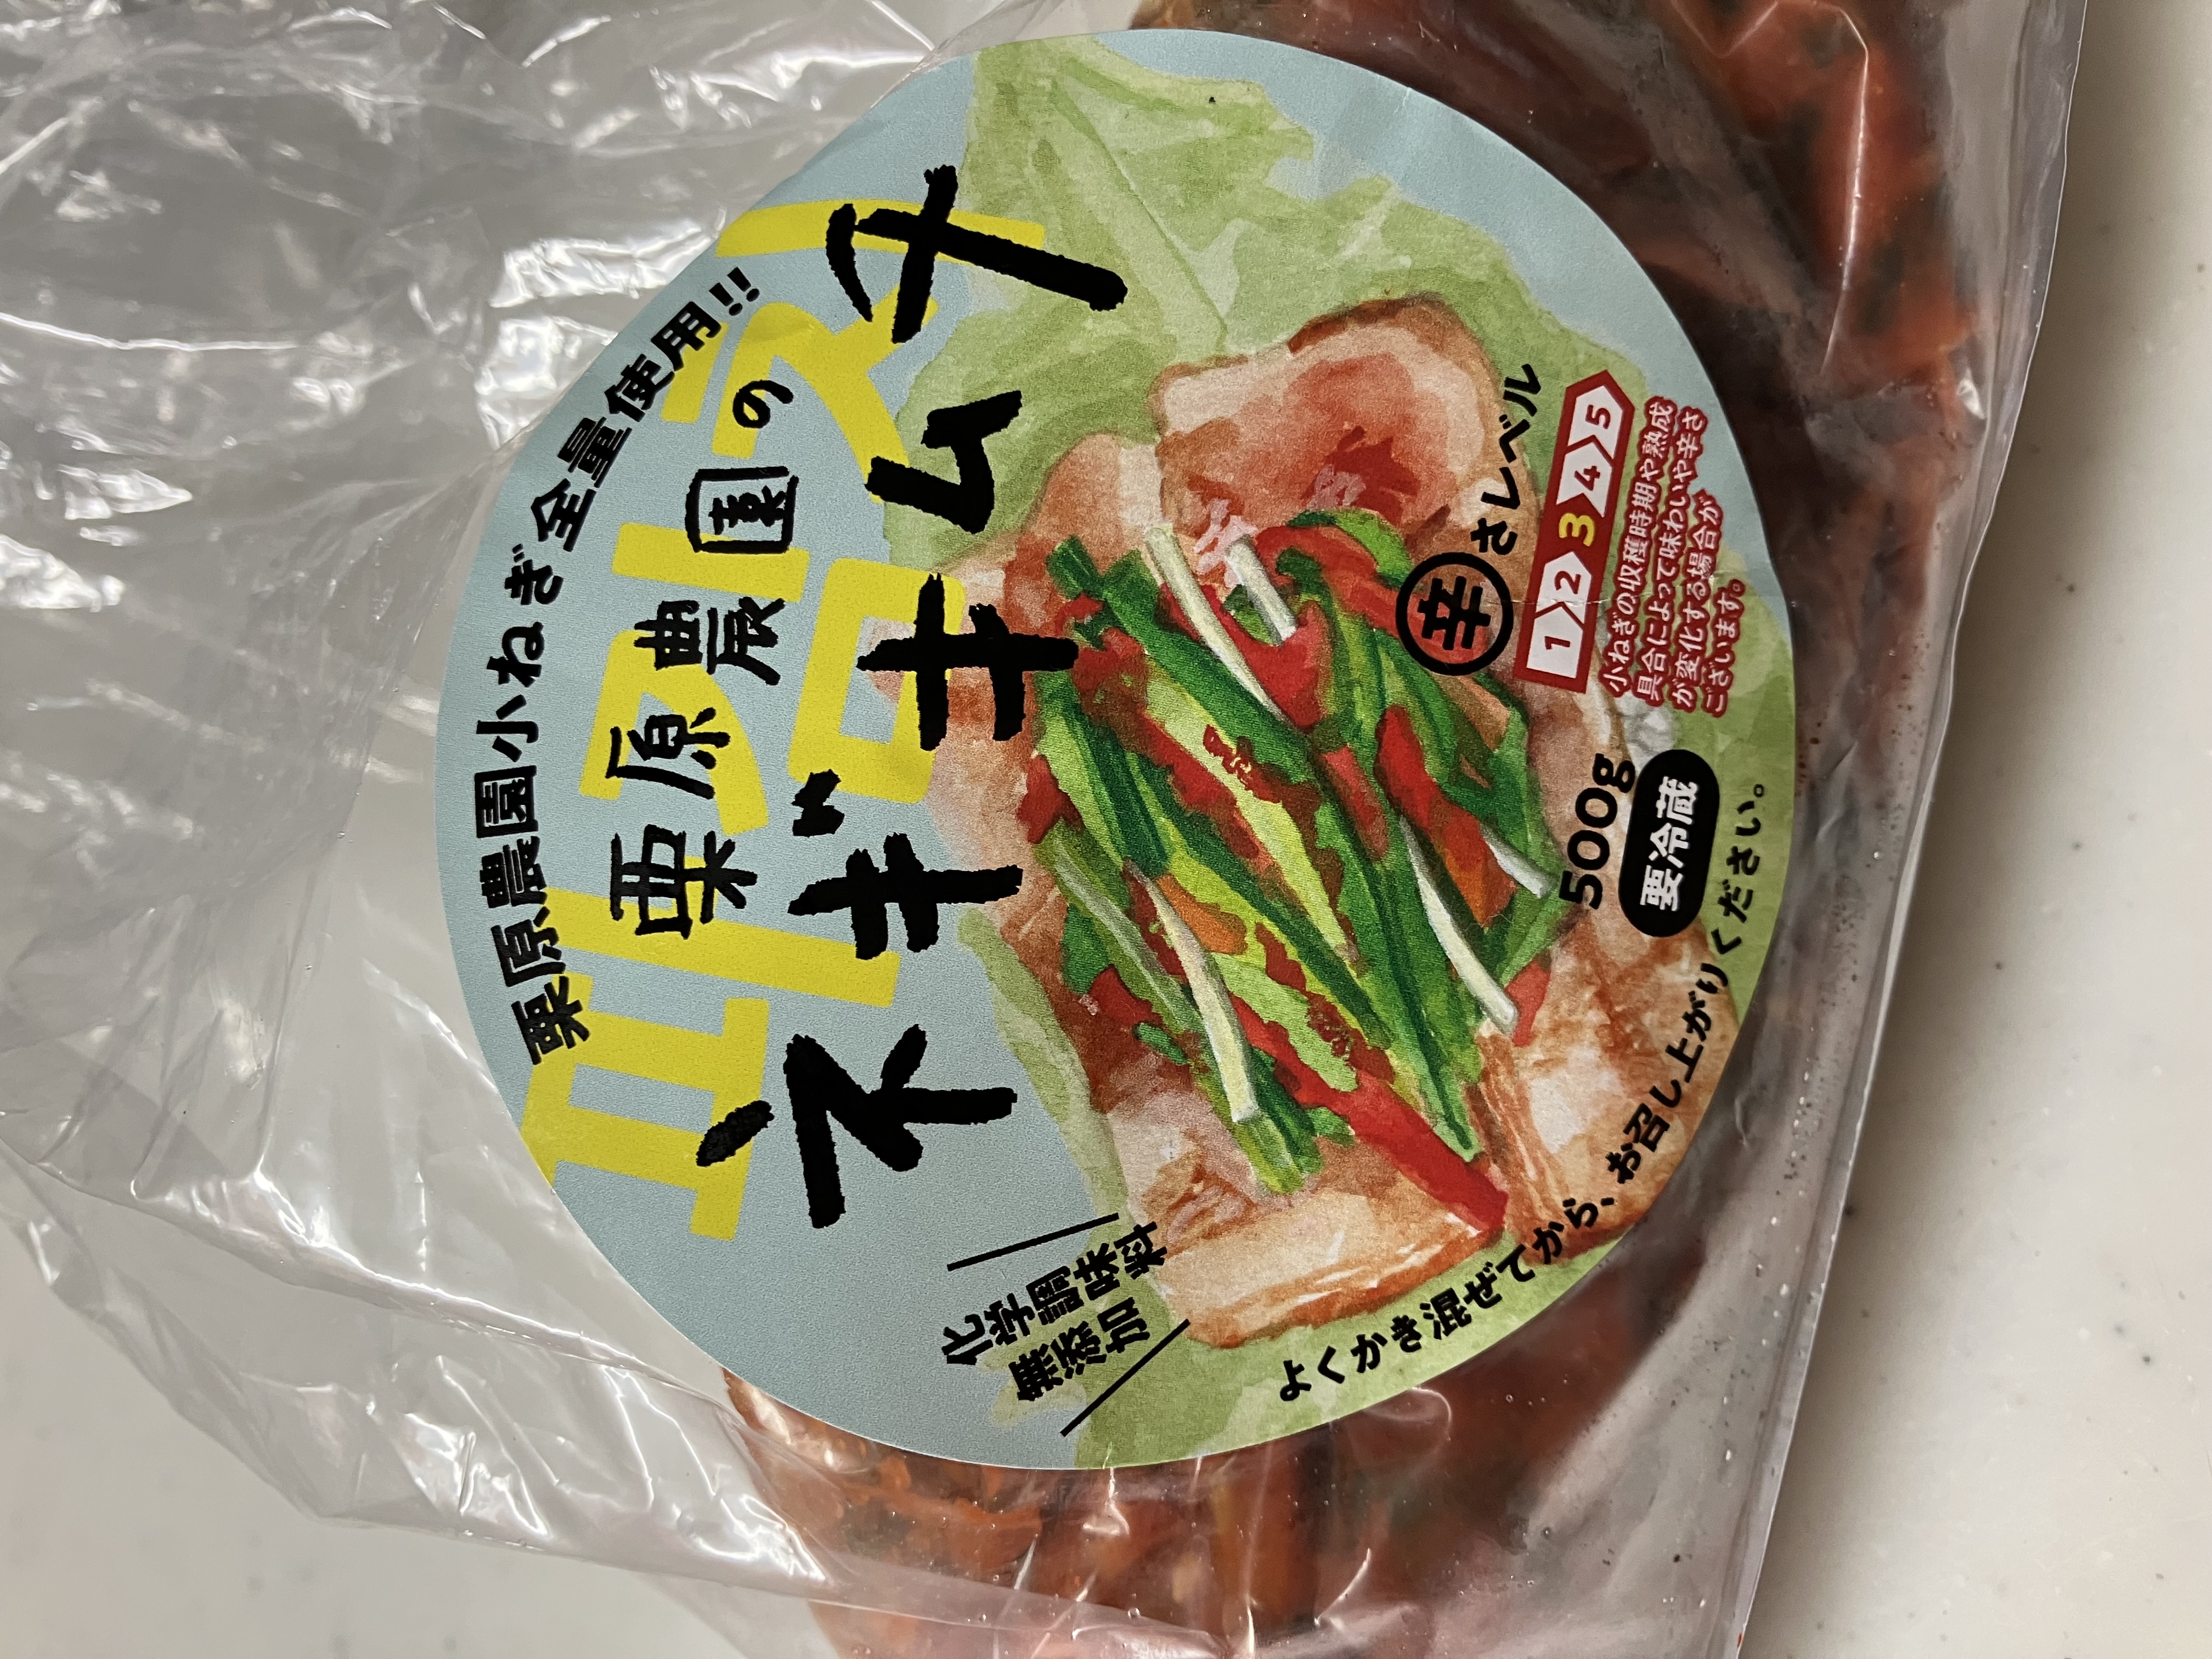 栗原農園小ねぎ全量使用!!
栗原農園の
ネギキムチ
化学調味料
無添加
辛さレベル
1 2 3 4 5
小ねぎの収穫時期や熟成
具合によって味わいや辛さ
が変化する場合が
ございます。
500g
要冷蔵
よくかき混ぜてから、お召し上がりください。